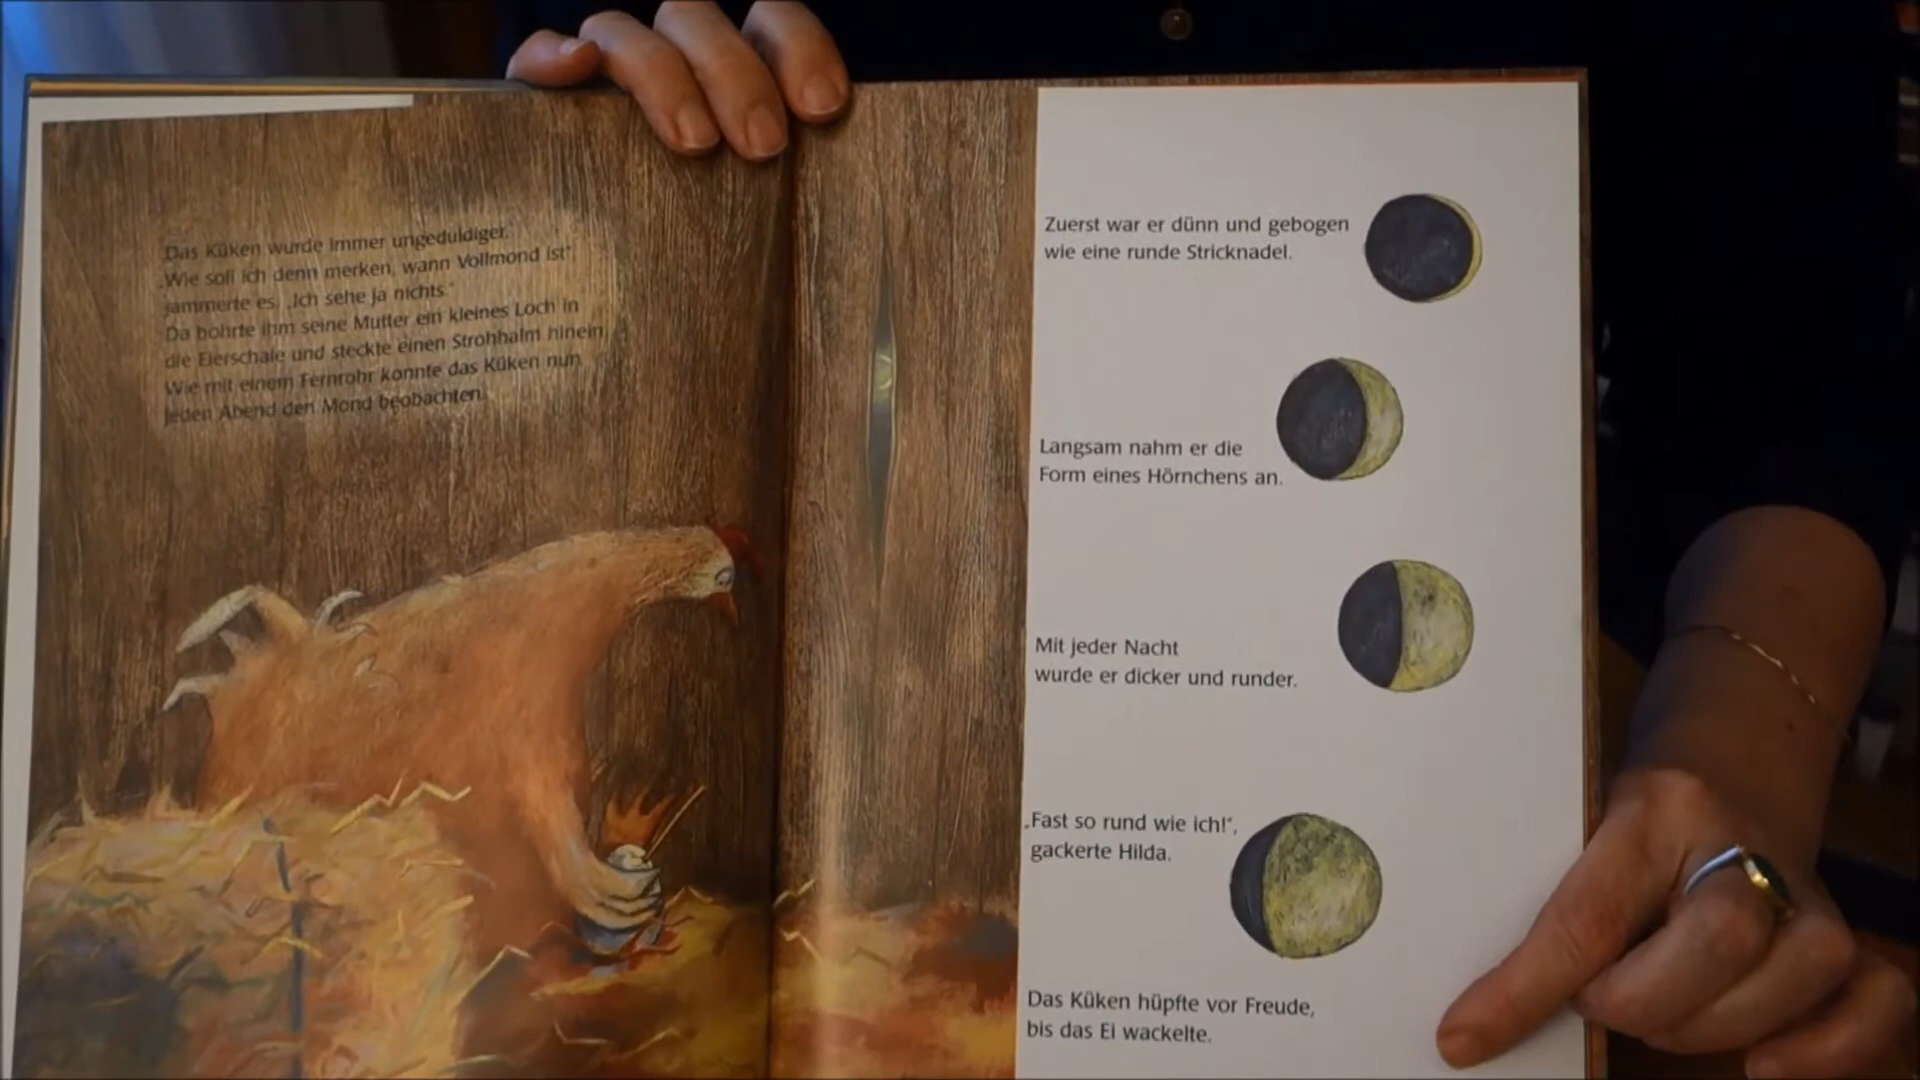 Das Küken wurde immer ungeduldiger.
„Wie soll ich denn merken, wann Vollmond ist“,
jammerte es. „Ich sehe ja nichts.“
Da bohrte ihm seine Mutter ein kleines Loch in
die Eierschale und steckte einen Strohhalm hinein.
Wie mit einem Fernrohr konnte das Küken nun
jeden Abend den Mond beobachten.
Zuerst war er dünn und gebogen
wie eine runde Stricknadel.
Langsam nahm er die
Form eines Hörnchens an.
Mit jeder Nacht
wurde er dicker und runder.
„Fast so rund wie ich!“,
gackerte Hilda.
Das Küken hüpfte vor Freude,
bis das Ei wackelte.